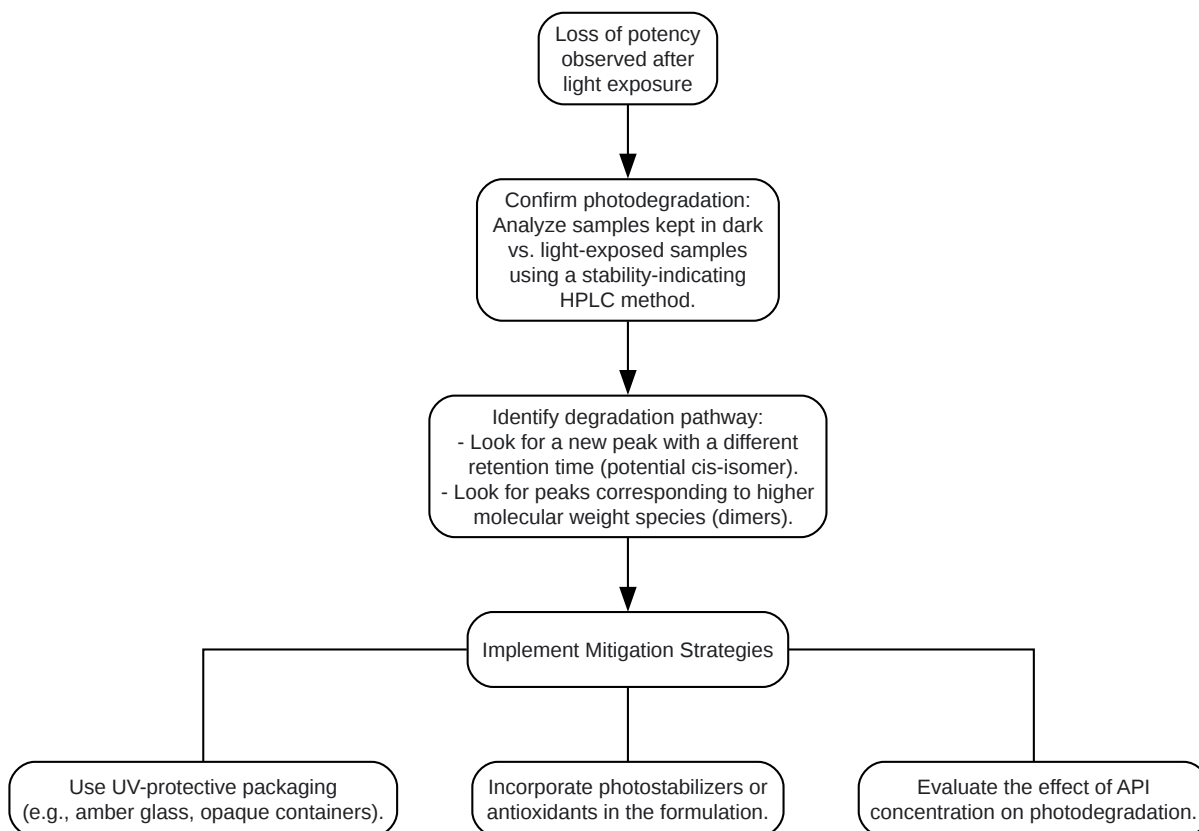 Loss of potency
observed after
light exposure
Confirm photodegradation:
Analyze samples kept in dark
vs. light-exposed samples
using a stability-indicating
HPLC method.
Identify degradation pathway:
- Look for a new peak with a different
retention time (potential cis-isomer).
- Look for peaks corresponding to higher
molecular weight species (dimers).
Implement Mitigation Strategies
Use UV-protective packaging
(e.g., amber glass, opaque containers).
Incorporate photostabilizers or
antioxidants in the formulation.
Evaluate the effect of API
concentration on photodegradation.